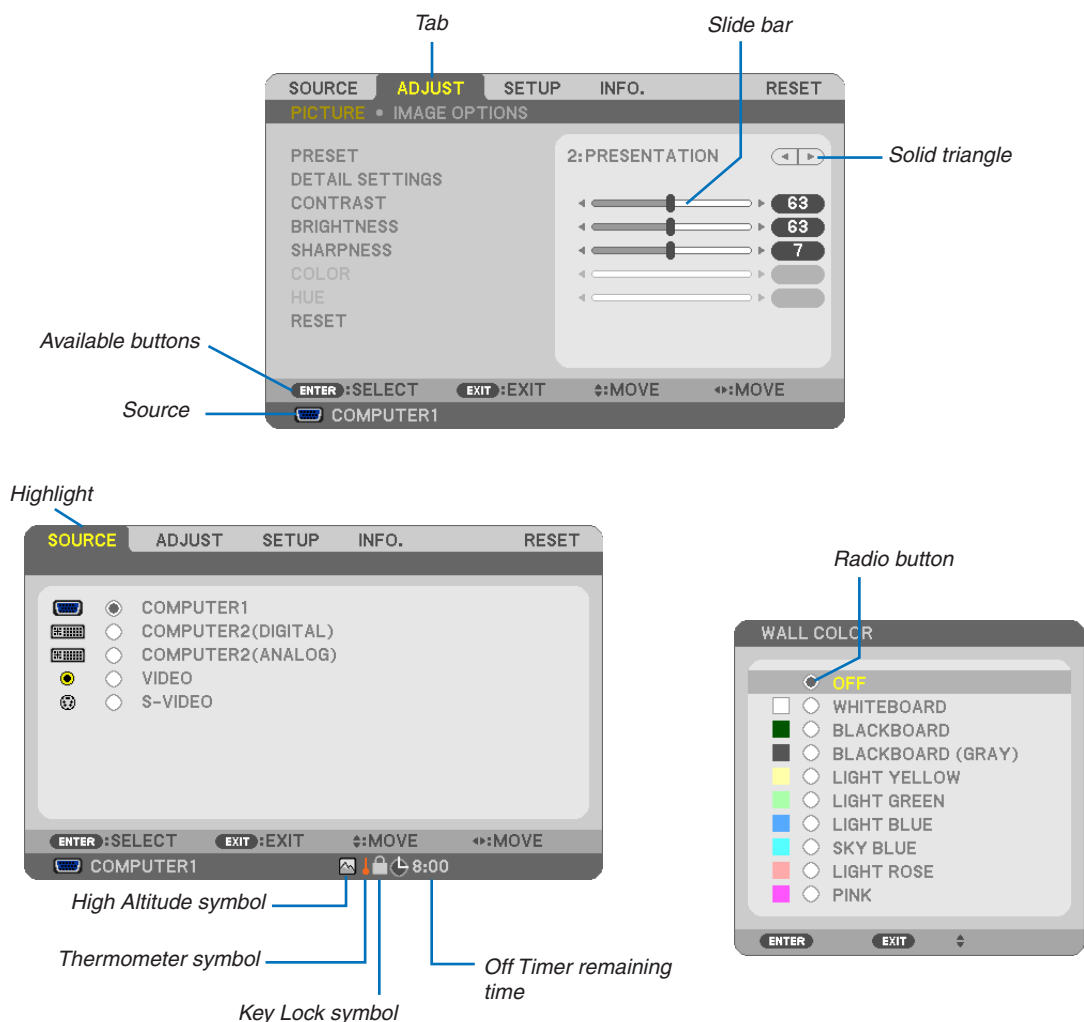 Tab
Slide bar
SOURCE ADJUST SETUP INFO. RESET
PICTURE • IMAGE OPTIONS
PRESET 2:PRESENTATION
Solid triangle
DETAIL SETTINGS
CONTRAST 63
BRIGHTNESS 63
SHARPNESS 7
COLOR
HUE
RESET
Available buttons
ENTER:SELECT EXIT:EXIT :MOVE :MOVE
Source
COMPUTER1
Highlight
SOURCE ADJUST SETUP INFO. RESET
COMPUTER1
COMPUTER2(DIGITAL)
COMPUTER2(ANALOG)
VIDEO
S-VIDEO
ENTER:SELECT EXIT:EXIT :MOVE :MOVE
COMPUTER1 8:00
High Altitude symbol
Thermometer symbol
Key Lock symbol
Off Timer remaining
time
Radio button
WALL COLOR
OFF
WHITEBOARD
BLACKBOARD
BLACKBOARD (GRAY)
LIGHT YELLOW
LIGHT GREEN
LIGHT BLUE
SKY BLUE
LIGHT ROSE
PINK
ENTER EXIT